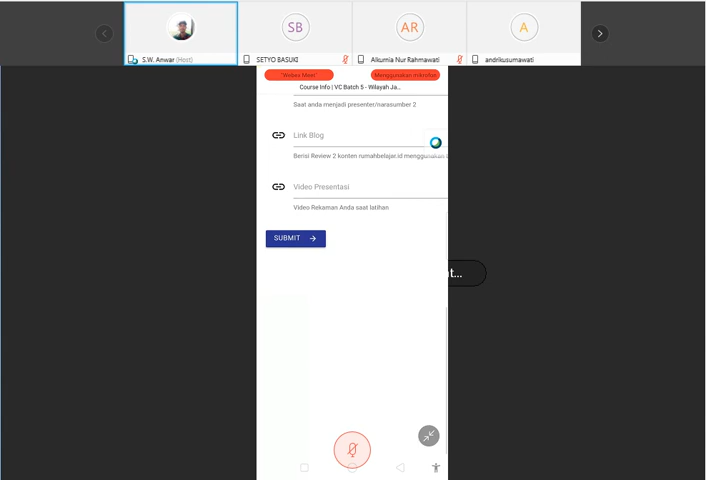 SB
AR
A
S.W. Anwar (Host)
SETYO BASUKI
Aikurnia Nur Rahmawati
andrikusumawati
"Webex Meet"
Menggunakan mikrofon
Course Info | VC Batch 5 - Wilayah Ja...
Saat anda menjadi presenter/narasumber 2
Link Blog
Berisi Review 2 konten rumahbelajar.id menggunakan
Video Presentasi
Video Rekaman Anda saat latihan
SUBMIT
t...